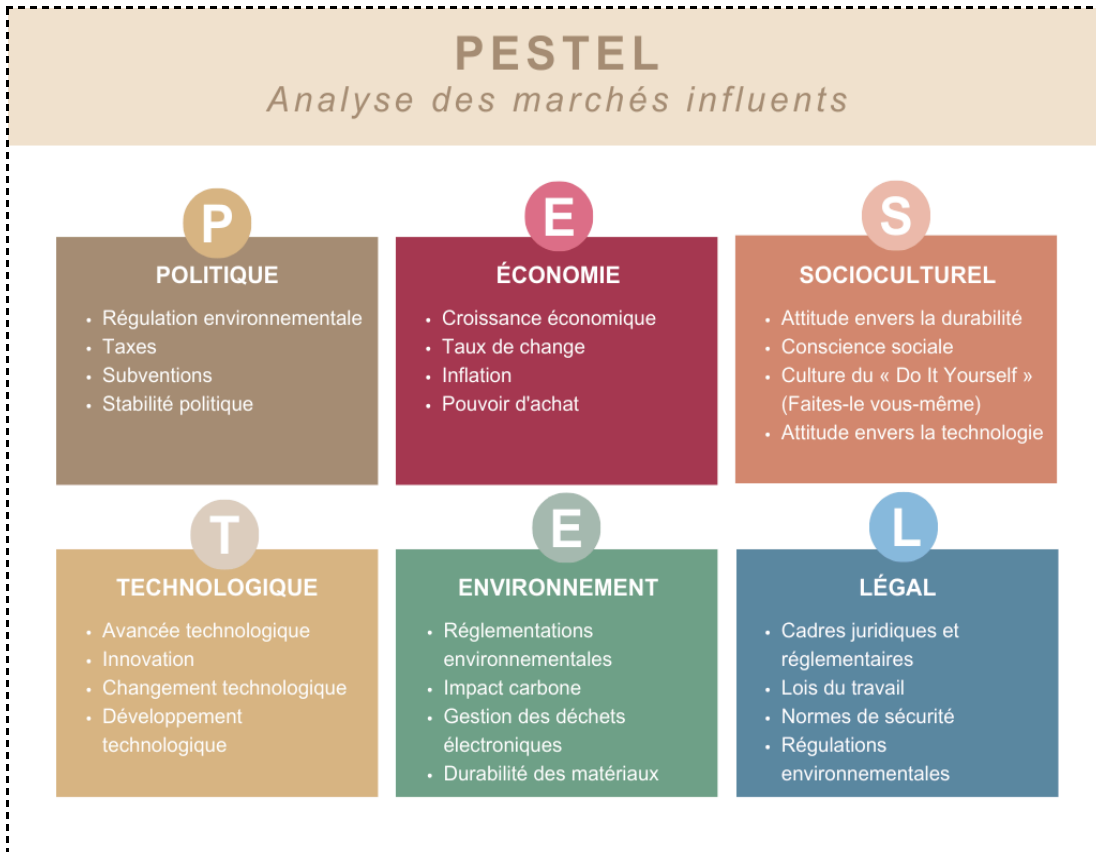 PESTEL
Analyse des marchés influents
P
POLITIQUE
• Régulation environnementale
• Taxes
• Subventions
• Stabilité politique
E
ÉCONOMIE
• Croissance économique
• Taux de change
• Inflation
• Pouvoir d'achat
S
SOCIOCULTUREL
• Attitude envers la durabilité
• Conscience sociale
• Culture du « Do It Yourself »
(Faites-le vous-même)
• Attitude envers la technologie
T
TECHNOLOGIQUE
• Avancée technologique
• Innovation
• Changement technologique
• Développement
technologique
E
ENVIRONNEMENT
• Réglementations
environnementales
• Impact carbone
• Gestion des déchets
électroniques
• Durabilité des matériaux
L
LÉGAL
• Cadres juridiques et
réglementaires
• Lois du travail
• Normes de sécurité
• Régulations
environnementales